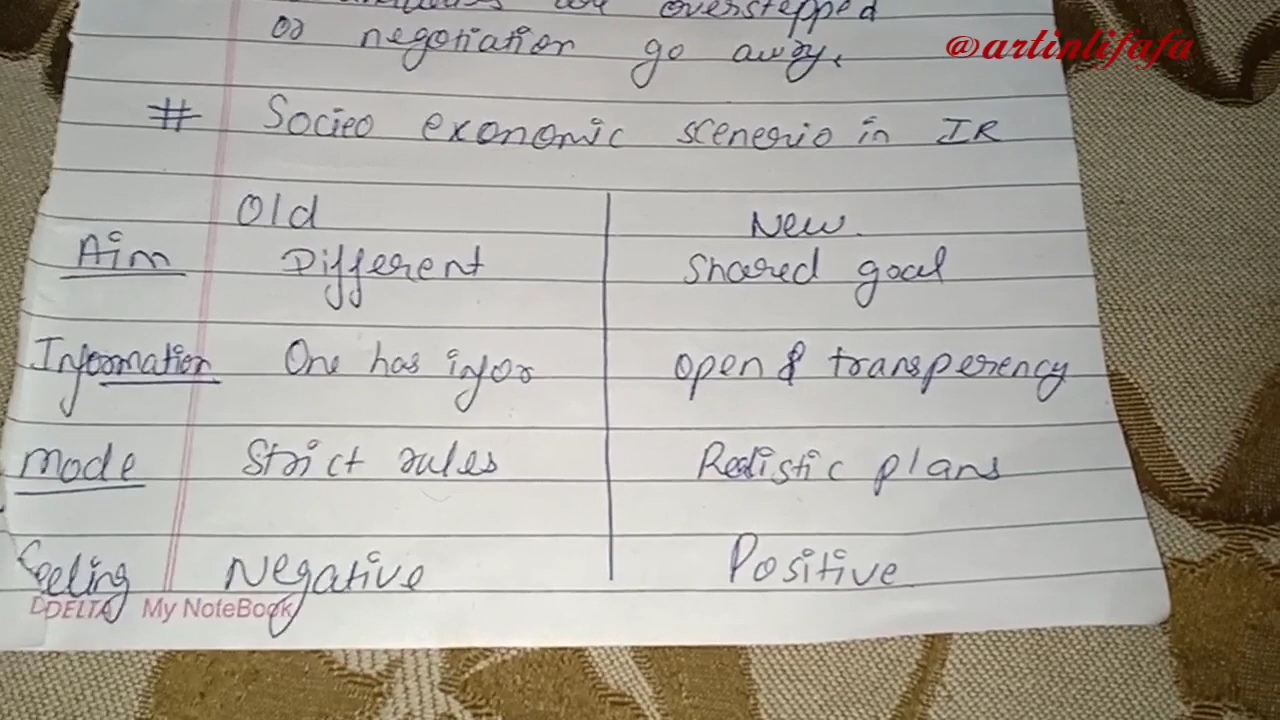 overstepped
or negotiation go away.
@artinlifafa
# Socieo exonomic scenerio in IR
Old New.
Aim Different Shared goal
Information One has infor open & transperency
Mode Strict rules Realistic plans
feeling Negative Positive
DELTA My NoteBook